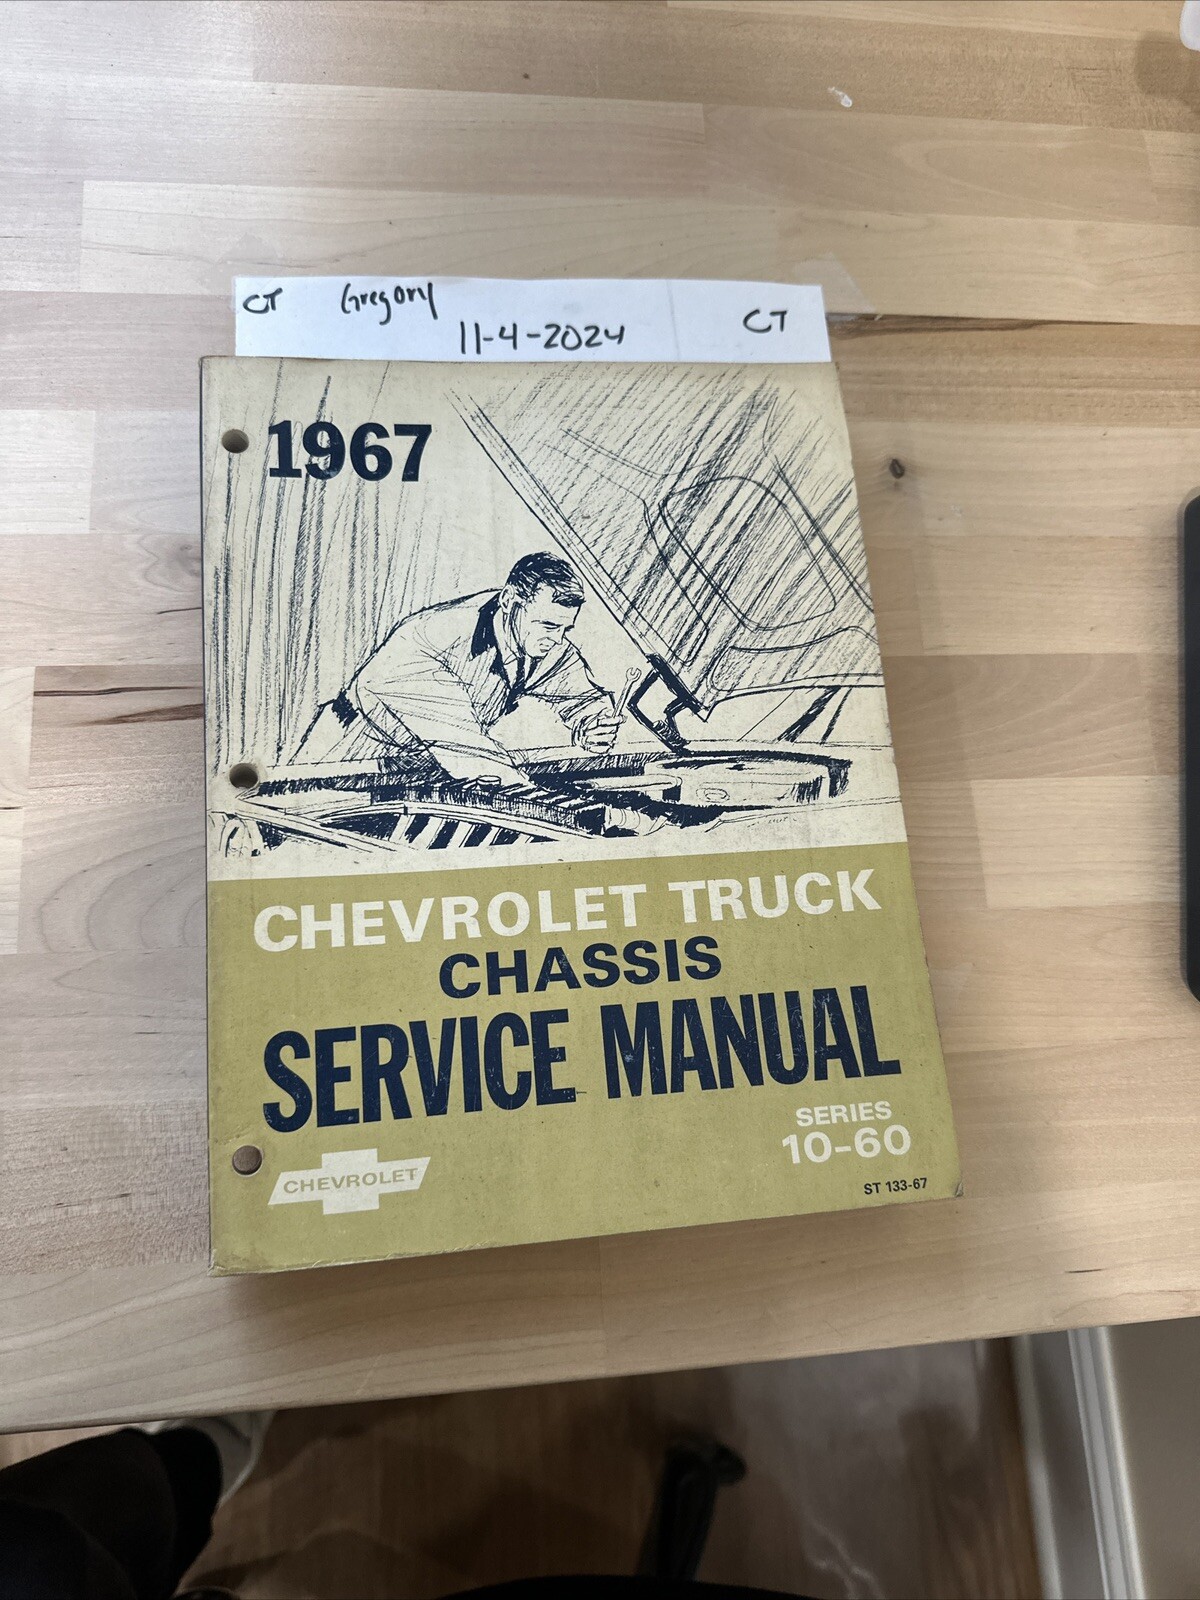 CT Gregory
11-4-2024 CT
1967
CHEVROLET TRUCK
CHASSIS
SERVICE MANUAL
SERIES
10-60
CHEVROLET
ST 133-67